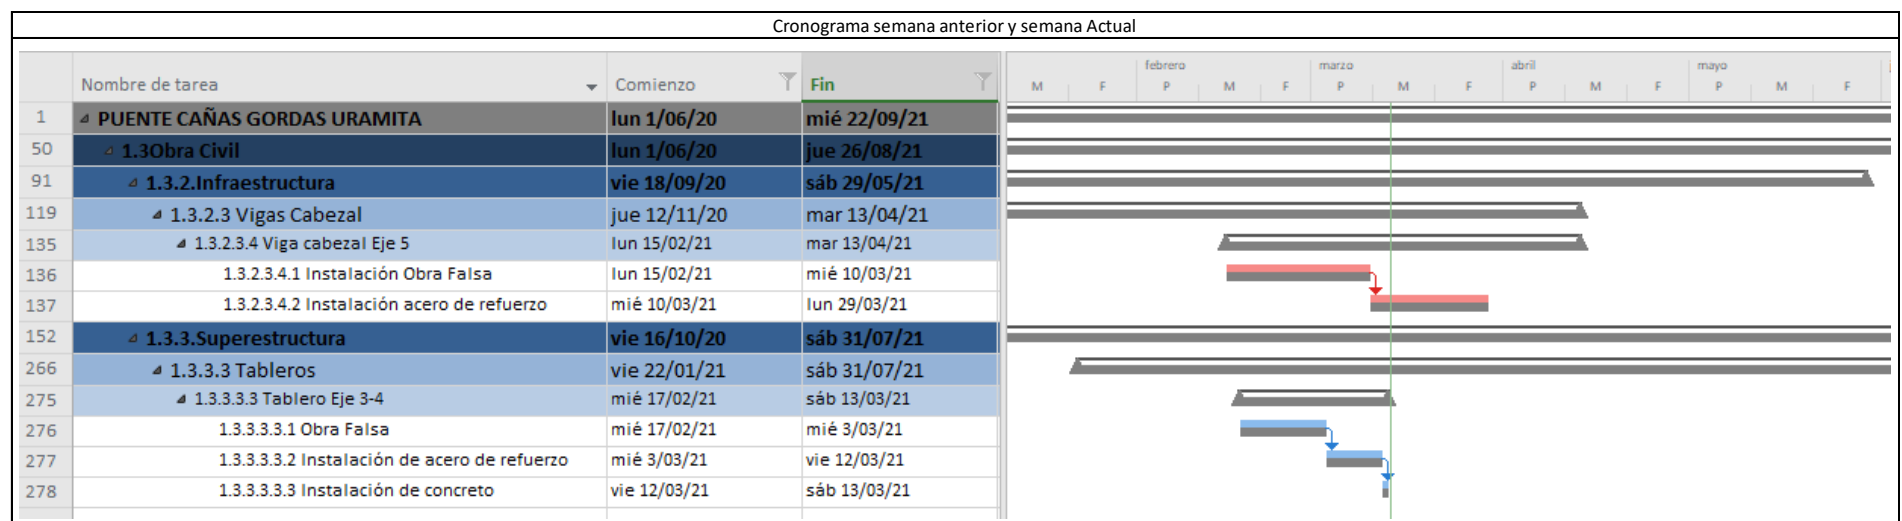 Cronograma semana anterior y semana Actual
febrero marzo abril mayo
Nombre de tarea Comienzo Fin M F P M F P M F P M F P M F
1 PUENTE CAÑAS GORDAS URAMITA lun 1/06/20 mié 22/09/21
50 1.3Obra Civil lun 1/06/20 jue 26/08/21
91 1.3.2.Infraestructura vie 18/09/20 sáb 29/05/21
119 1.3.2.3 Vigas Cabezal jue 12/11/20 mar 13/04/21
135 1.3.2.3.4 Viga cabezal Eje 5 lun 15/02/21 mar 13/04/21
136 1.3.2.3.4.1 Instalación Obra Falsa lun 15/02/21 mié 10/03/21
137 1.3.2.3.4.2 Instalación acero de refuerzo mié 10/03/21 lun 29/03/21
152 1.3.3.Superestructura vie 16/10/20 sáb 31/07/21
266 1.3.3.3 Tableros vie 22/01/21 sáb 31/07/21
275 1.3.3.3.3 Tablero Eje 3-4 mié 17/02/21 sáb 13/03/21
276 1.3.3.3.3.1 Obra Falsa mié 17/02/21 mié 3/03/21
277 1.3.3.3.3.2 Instalación de acero de refuerzo mié 3/03/21 vie 12/03/21
278 1.3.3.3.3.3 Instalación de concreto vie 12/03/21 sáb 13/03/21